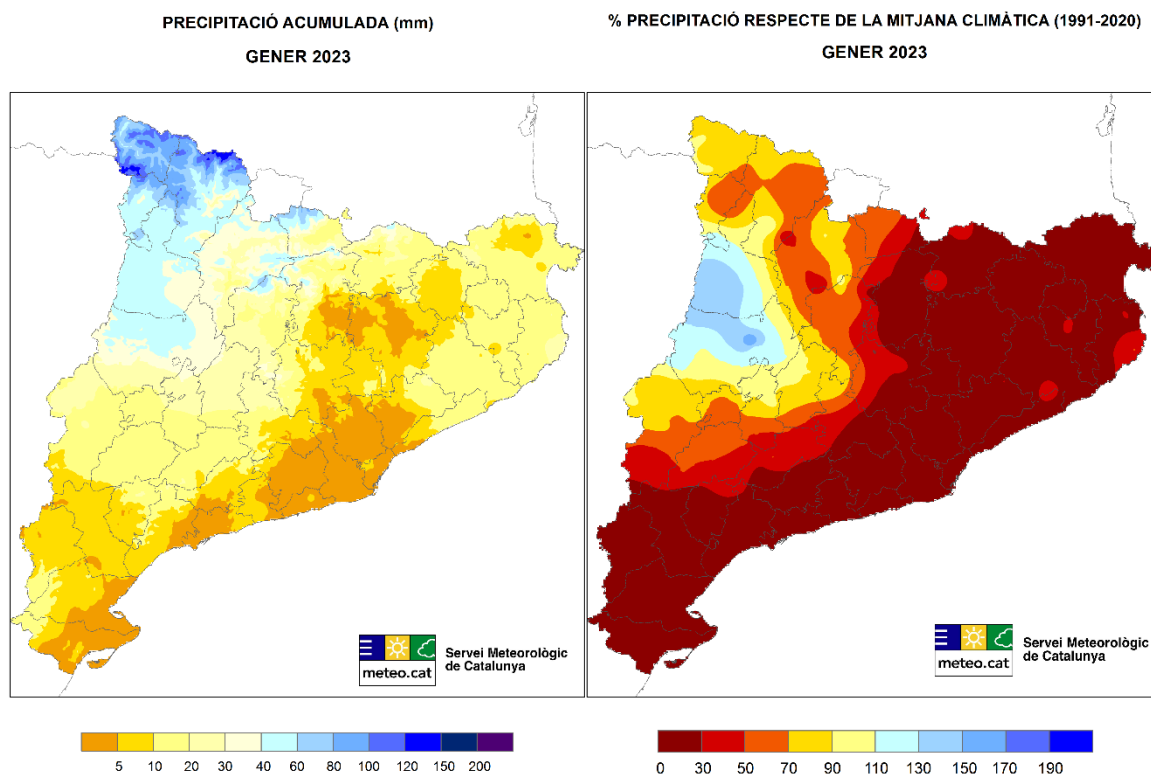 PRECIPITACIÓ ACUMULADA (mm)
GENER 2023
% PRECIPITACIÓ RESPECTE DE LA MITJANA CLIMÀTICA (1991-2020)
GENER 2023
meteo.cat
Servei Meteorològic
de Catalunya
meteo.cat
Servei Meteorològic
de Catalunya
5 10 20 30 40 60 80 100 120 150 200
0 30 50 70 90 110 130 150 170 190